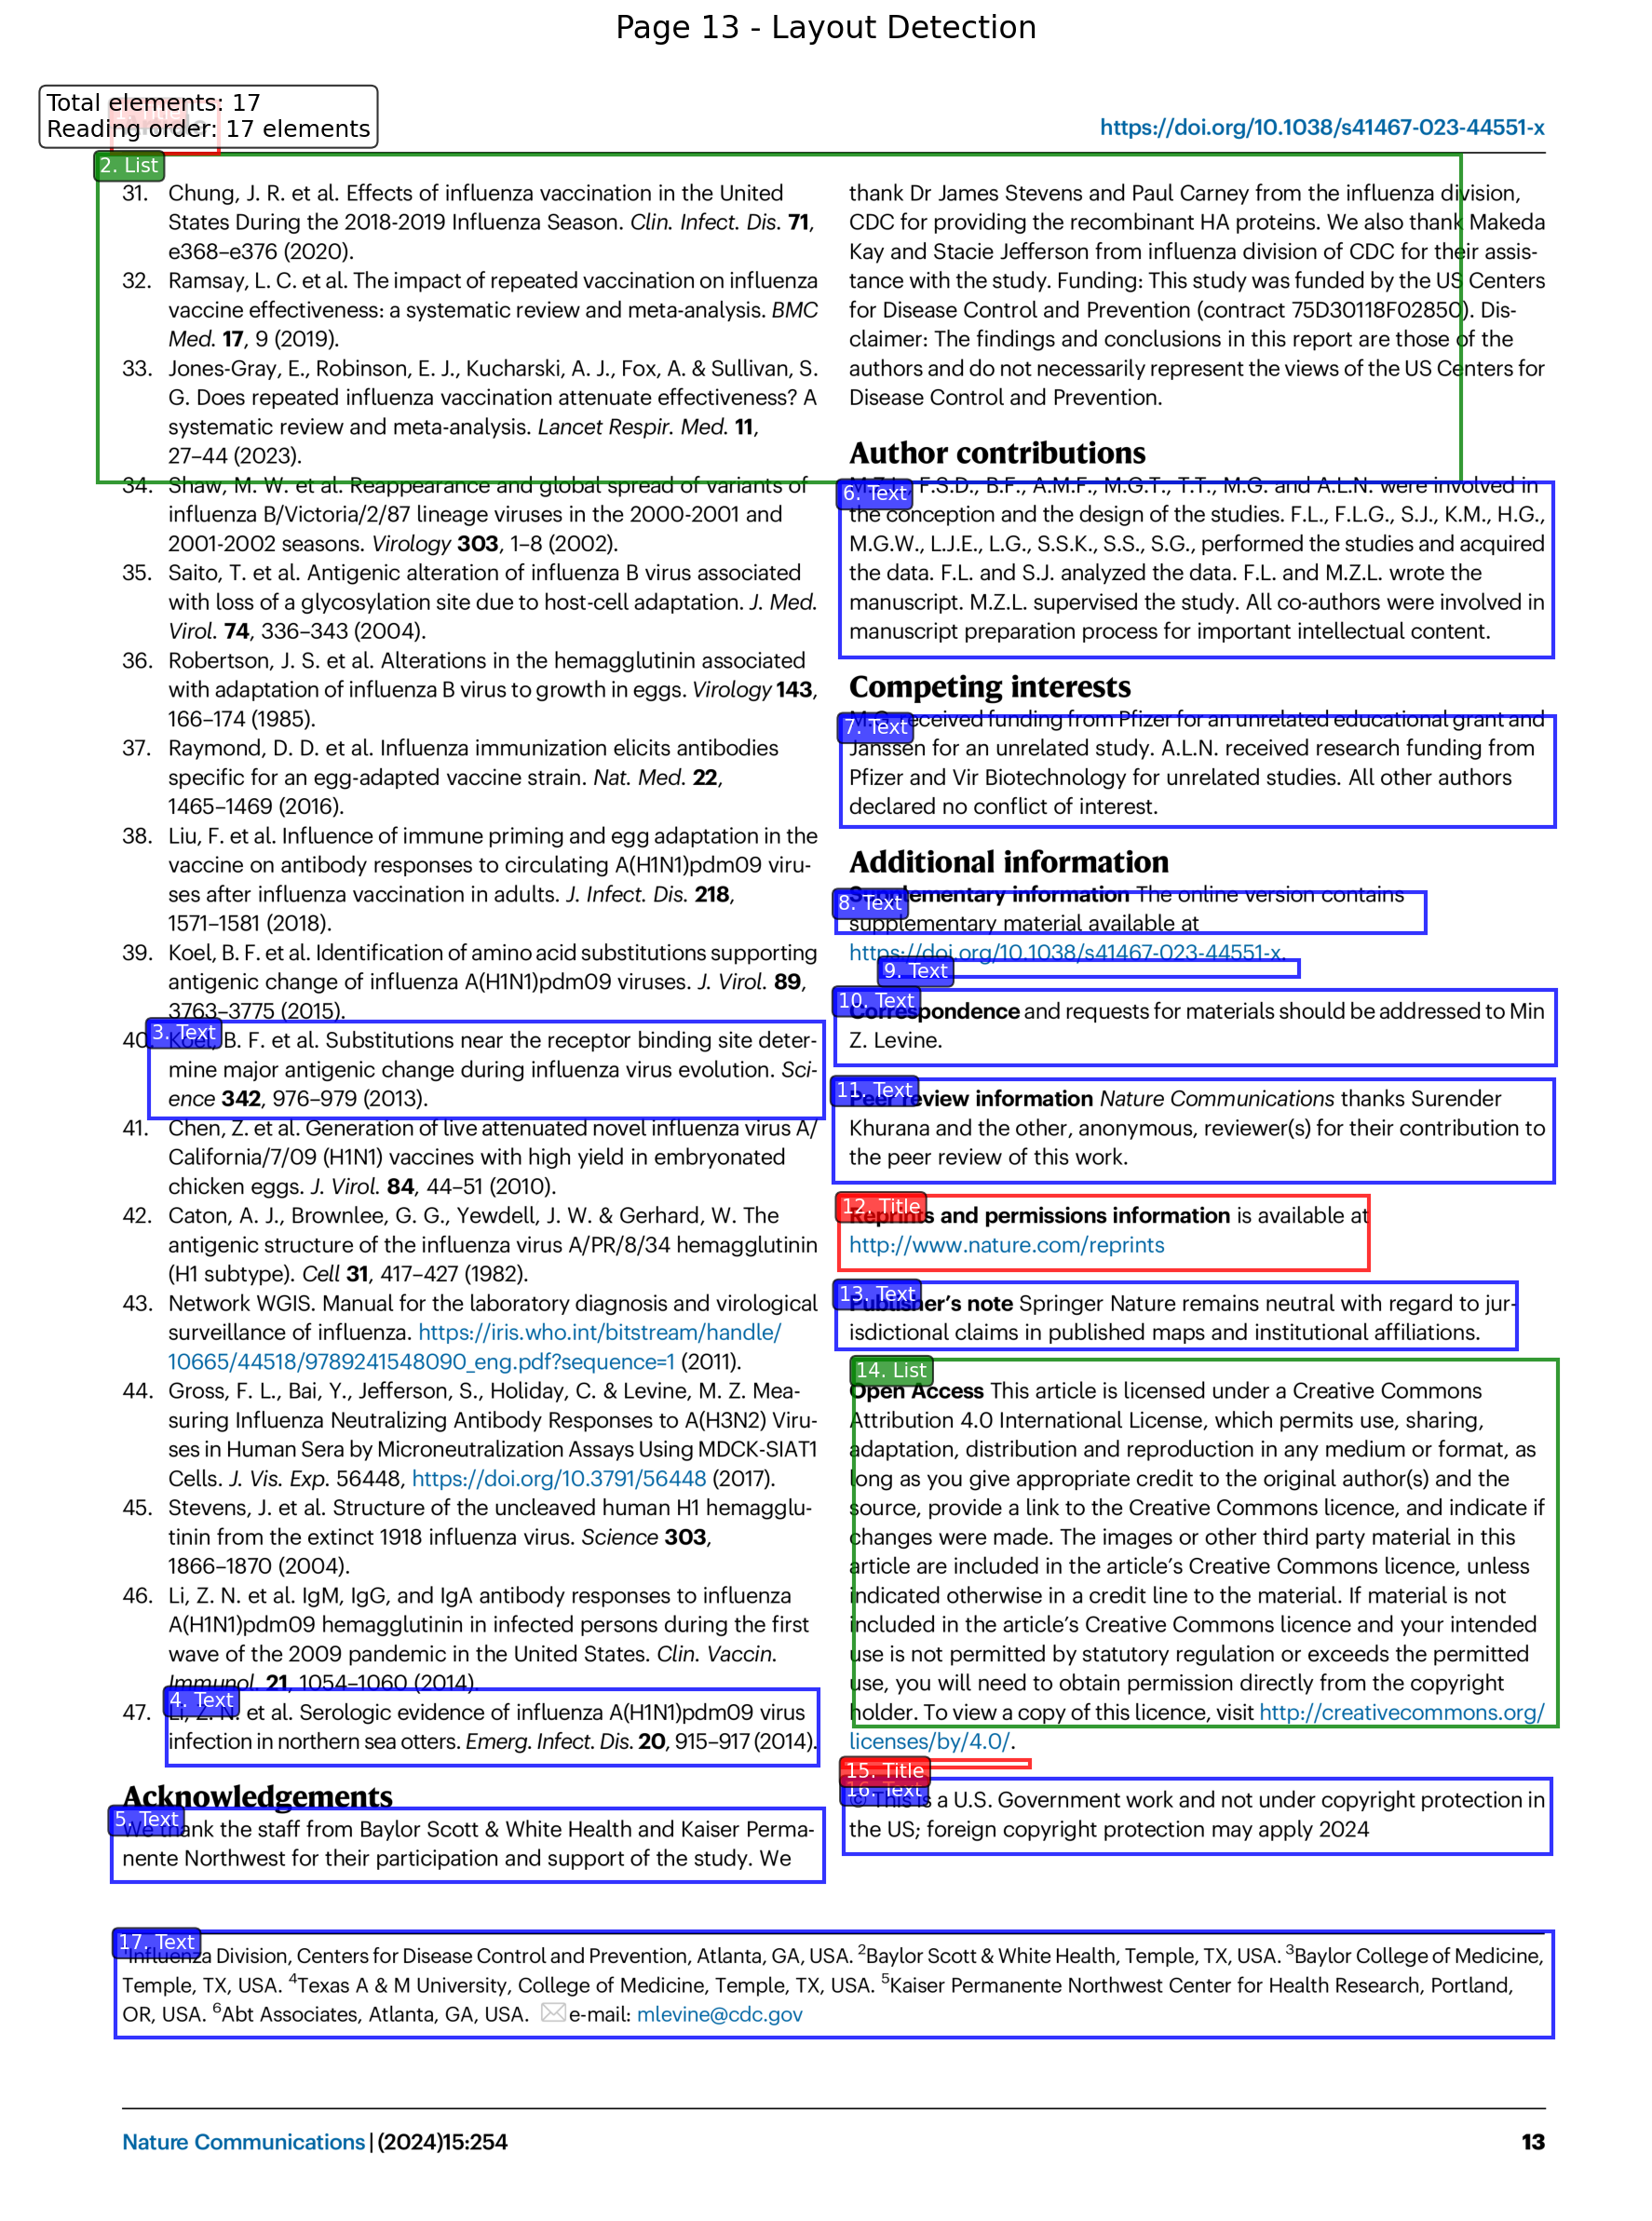 Page 13 - Layout Detection
Total elements: 17
Reading order: 17 elements
1. Title
https://doi.org/10.1038/s41467-023-44551-x
2. List
31. Chung, J. R. et al. Effects of influenza vaccination in the United
States During the 2018-2019 Influenza Season. Clin. Infect. Dis. 71,
e368–e376 (2020).
32. Ramsay, L. C. et al. The impact of repeated vaccination on influenza
vaccine effectiveness: a systematic review and meta-analysis. BMC
Med. 17, 9 (2019).
33. Jones-Gray, E., Robinson, E. J., Kucharski, A. J., Fox, A. & Sullivan, S.
G. Does repeated influenza vaccination attenuate effectiveness? A
systematic review and meta-analysis. Lancet Respir. Med. 11,
27–44 (2023).
34. Shaw, M. W. et al. Reappearance and global spread of variants of
influenza B/Victoria/2/87 lineage viruses in the 2000-2001 and
2001-2002 seasons. Virology 303, 1–8 (2002).
35. Saito, T. et al. Antigenic alteration of influenza B virus associated
with loss of a glycosylation site due to host-cell adaptation. J. Med.
Virol. 74, 336–343 (2004).
36. Robertson, J. S. et al. Alterations in the hemagglutinin associated
with adaptation of influenza B virus to growth in eggs. Virology 143,
166–174 (1985).
37. Raymond, D. D. et al. Influenza immunization elicits antibodies
specific for an egg-adapted vaccine strain. Nat. Med. 22,
1465–1469 (2016).
38. Liu, F. et al. Influence of immune priming and egg adaptation in the
vaccine on antibody responses to circulating A(H1N1)pdm09 viru-
ses after influenza vaccination in adults. J. Infect. Dis. 218,
1571–1581 (2018).
39. Koel, B. F. et al. Identification of amino acid substitutions supporting
antigenic change of influenza A(H1N1)pdm09 viruses. J. Virol. 89,
3763–3775 (2015).
3. Text
40. Koel, B. F. et al. Substitutions near the receptor binding site deter-
mine major antigenic change during influenza virus evolution. Sci-
ence 342, 976–979 (2013).
41. Chen, Z. et al. Generation of live attenuated novel influenza virus A/
California/7/09 (H1N1) vaccines with high yield in embryonated
chicken eggs. J. Virol. 84, 44–51 (2010).
42. Caton, A. J., Brownlee, G. G., Yewdell, J. W. & Gerhard, W. The
antigenic structure of the influenza virus A/PR/8/34 hemagglutinin
(H1 subtype). Cell 31, 417–427 (1982).
43. Network WGIS. Manual for the laboratory diagnosis and virological
surveillance of influenza. https://iris.who.int/bitstream/handle/
10665/44518/9789241548090_eng.pdf?sequence=1 (2011).
44. Gross, F. L., Bai, Y., Jefferson, S., Holiday, C. & Levine, M. Z. Mea-
suring Influenza Neutralizing Antibody Responses to A(H3N2) Viru-
ses in Human Sera by Microneutralization Assays Using MDCK-SIAT1
Cells. J. Vis. Exp. 56448, https://doi.org/10.3791/56448 (2017).
45. Stevens, J. et al. Structure of the uncleaved human H1 hemagglu-
tinin from the extinct 1918 influenza virus. Science 303,
1866–1870 (2004).
46. Li, Z. N. et al. IgM, IgG, and IgA antibody responses to influenza
A(H1N1)pdm09 hemagglutinin in infected persons during the first
wave of the 2009 pandemic in the United States. Clin. Vaccin.
Immunol. 21, 1054–1060 (2014).
4. Text
47. Li, Z. N. et al. Serologic evidence of influenza A(H1N1)pdm09 virus
infection in northern sea otters. Emerg. Infect. Dis. 20, 915–917 (2014).
Acknowledgements
5. Text
We thank the staff from Baylor Scott & White Health and Kaiser Perma-
nente Northwest for their participation and support of the study. We
thank Dr James Stevens and Paul Carney from the influenza division,
CDC for providing the recombinant HA proteins. We also thank Makeda
Kay and Stacie Jefferson from influenza division of CDC for their assis-
tance with the study. Funding: This study was funded by the US Centers
for Disease Control and Prevention (contract 75D30118F02850). Dis-
claimer: The findings and conclusions in this report are those of the
authors and do not necessarily represent the views of the US Centers for
Disease Control and Prevention.
Author contributions
6. Text
M.Z.L., F.S.D., B.F., A.M.F., M.G.T., T.T., M.G. and A.L.N. were involved in
the conception and the design of the studies. F.L., F.L.G., S.J., K.M., H.G.,
M.G.W., L.J.E., L.G., S.S.K., S.S., S.G., performed the studies and acquired
the data. F.L. and S.J. analyzed the data. F.L. and M.Z.L. wrote the
manuscript. M.Z.L. supervised the study. All co-authors were involved in
manuscript preparation process for important intellectual content.
Competing interests
7. Text
M.G. received funding from Pfizer for an unrelated educational grant and
Janssen for an unrelated study. A.L.N. received research funding from
Pfizer and Vir Biotechnology for unrelated studies. All other authors
declared no conflict of interest.
Additional information
8. Text
Supplementary information The online version contains
supplementary material available at
https://doi.org/10.1038/s41467-023-44551-x.
9. Text
10. Text
Correspondence and requests for materials should be addressed to Min
Z. Levine.
11. Text
Peer review information Nature Communications thanks Surender
Khurana and the other, anonymous, reviewer(s) for their contribution to
the peer review of this work.
12. Title
Reprints and permissions information is available at
http://www.nature.com/reprints
13. Text
Publisher's note Springer Nature remains neutral with regard to jur-
isdictional claims in published maps and institutional affiliations.
14. List
Open Access This article is licensed under a Creative Commons
Attribution 4.0 International License, which permits use, sharing,
adaptation, distribution and reproduction in any medium or format, as
long as you give appropriate credit to the original author(s) and the
source, provide a link to the Creative Commons licence, and indicate if
changes were made. The images or other third party material in this
article are included in the article's Creative Commons licence, unless
indicated otherwise in a credit line to the material. If material is not
included in the article's Creative Commons licence and your intended
use is not permitted by statutory regulation or exceeds the permitted
use, you will need to obtain permission directly from the copyright
holder. To view a copy of this licence, visit http://creativecommons.org/
licenses/by/4.0/.
15. Title
16. Text
© This is a U.S. Government work and not under copyright protection in
the US; foreign copyright protection may apply 2024
17. Text
1Influenza Division, Centers for Disease Control and Prevention, Atlanta, GA, USA. 2Baylor Scott & White Health, Temple, TX, USA. 3Baylor College of Medicine,
Temple, TX, USA. 4Texas A & M University, College of Medicine, Temple, TX, USA. 5Kaiser Permanente Northwest Center for Health Research, Portland,
OR, USA. 6Abt Associates, Atlanta, GA, USA. e-mail: mlevine@cdc.gov
Nature Communications | (2024)15:254
13